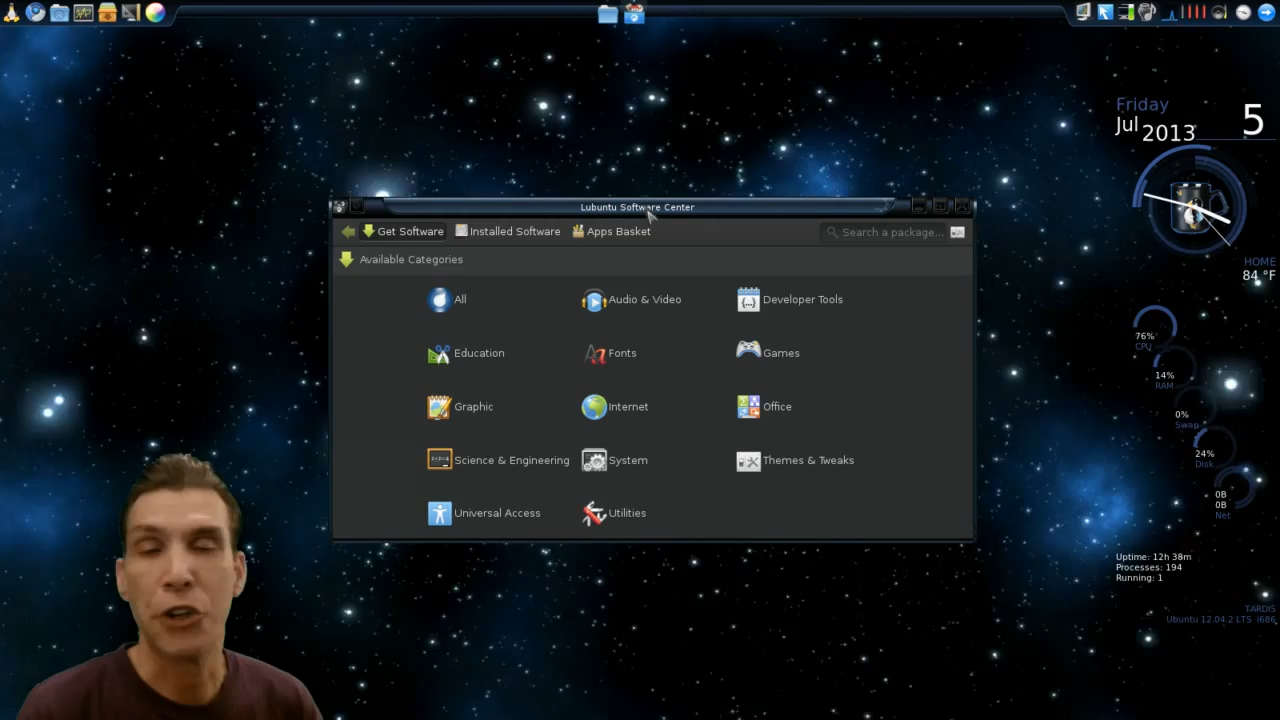 Friday
Jul 2013 5
Lubuntu Software Center
Get Software Installed Software Apps Basket Search a package...
Available Categories
All Audio & Video Developer Tools
Education Fonts Games
Graphic Internet Office
Science & Engineering System Themes & Tweaks
Universal Access Utilities
HOME
84 °F
76%
CPU
14%
RAM
0%
Swap
24%
Disk
0B
0B
Net
Uptime: 12h 38m
Processes: 194
Running: 1
TARDIS
Ubuntu 12.04.2 LTS i686